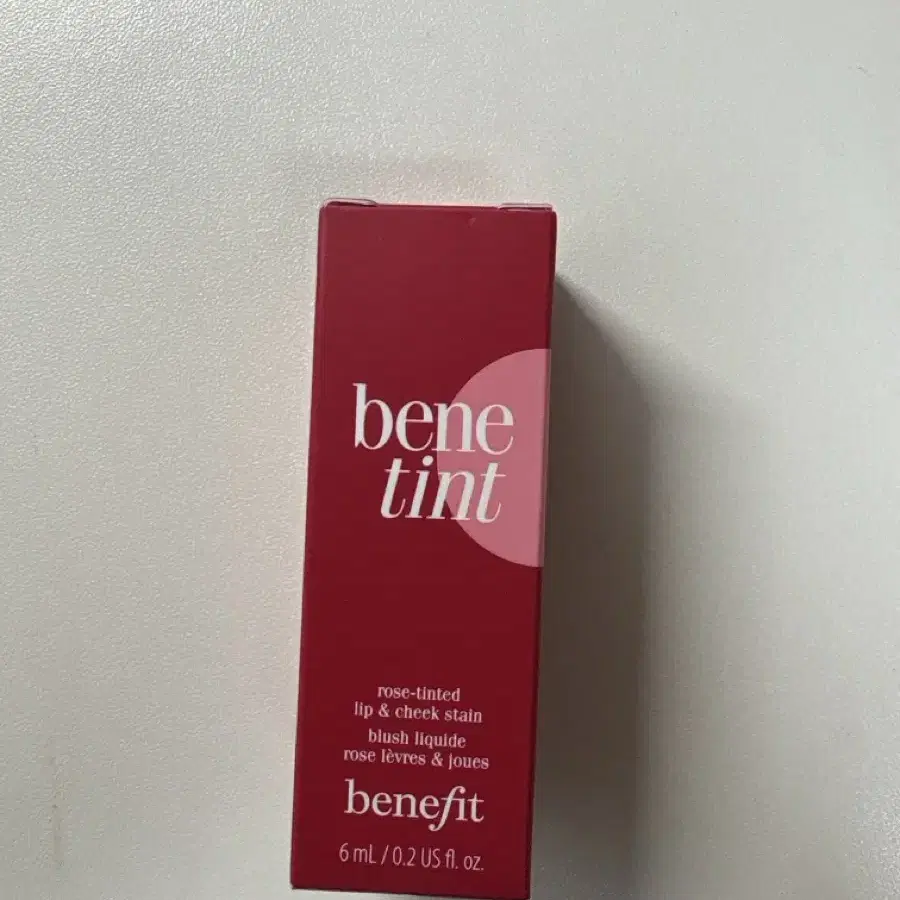 bene
tint
rose-tinted
lip & cheek stain
blush liquide
rose lèvres & joues
benefit
6 mL / 0.2 US fl. oz.